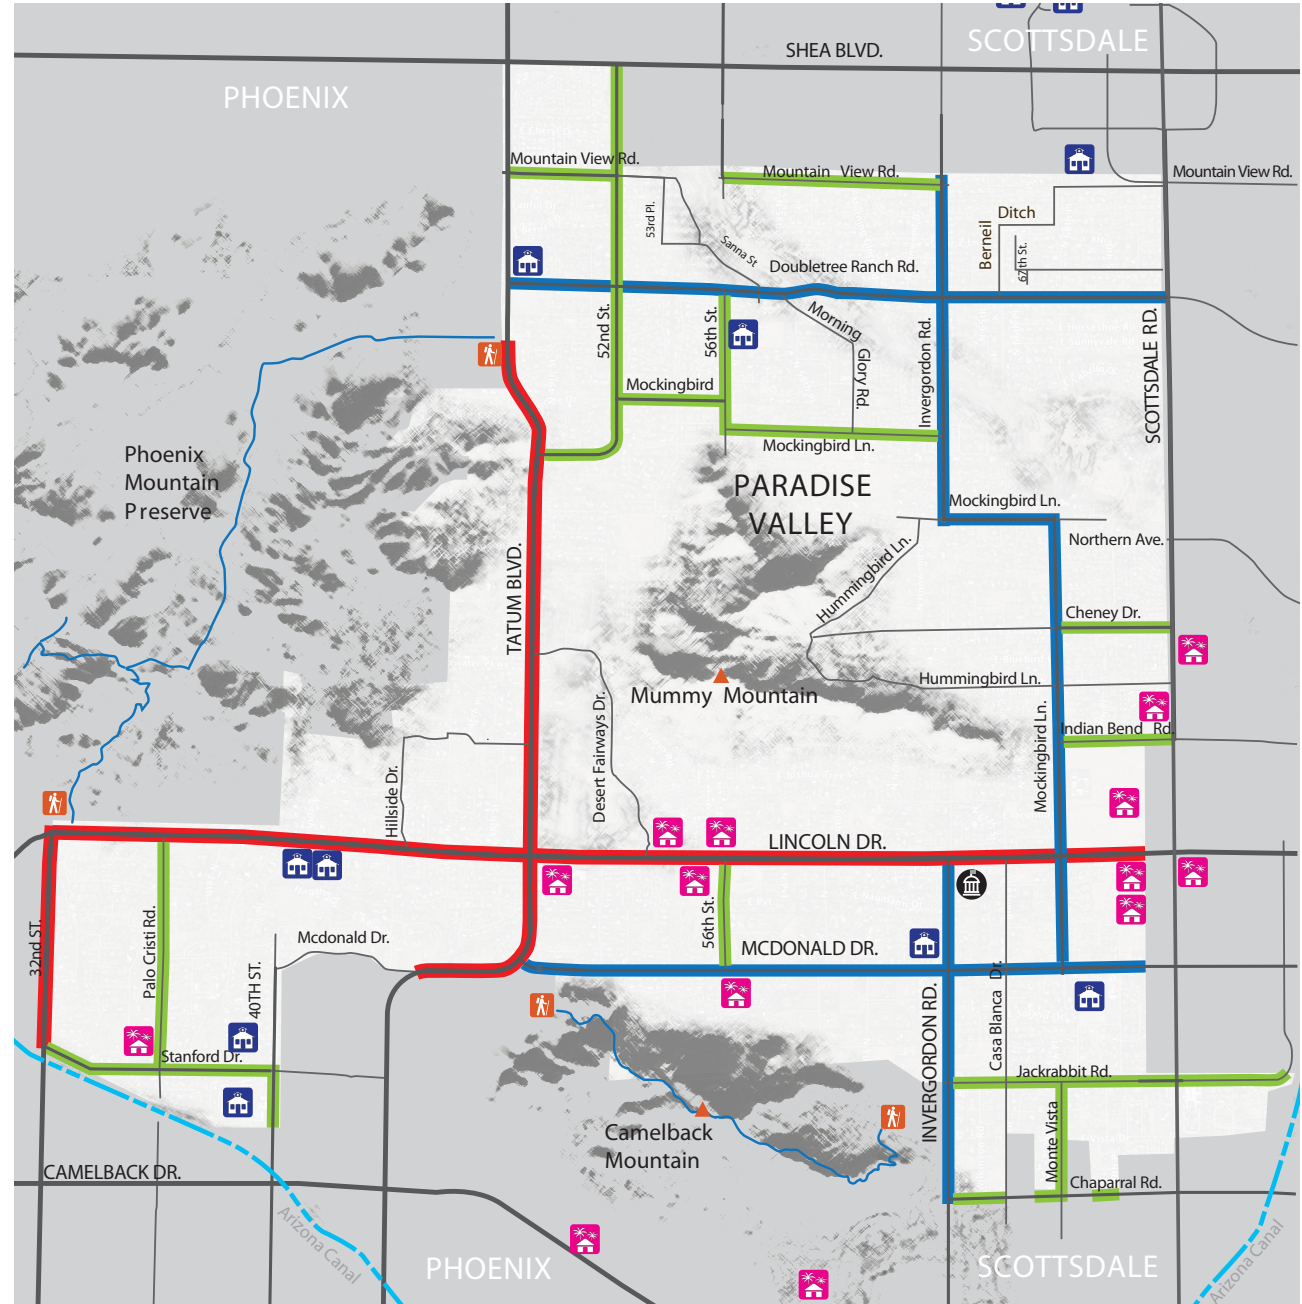 SCOTTSDALE
SHEA BLVD.
PHOENIX
Mountain View Rd.
Mountain View Rd.
Mountain View Rd.
53rd Pl.
Sanna St
Berneil
Ditch
67th St.
Doubletree Ranch Rd.
52nd St.
56th St.
Morning
Glory Rd.
Invergordon Rd.
SCOTTSDALE RD.
Mockingbird
Mockingbird Ln.
Phoenix
Mountain
Preserve
PARADISE
VALLEY
Mockingbird Ln.
Northern Ave.
TATUM BLVD.
Hummingbird Ln.
Cheney Dr.
Hummingbird Ln.
Mummy Mountain
Indian Bend Rd.
Mockingbird Ln.
Desert Fairways Dr.
Hillside Dr.
LINCOLN DR.
32nd ST.
Palo Cristi Rd.
40TH ST.
Mcdonald Dr.
56th St.
MCDONALD DR.
Casa Blanca Dr.
INVERGORDON RD.
Stanford Dr.
Jackrabbit Rd.
Camelback
Mountain
Monte Vista
Chaparral Rd.
CAMELBACK DR.
Arizona Canal
PHOENIX
SCOTTSDALE
Arizona Canal